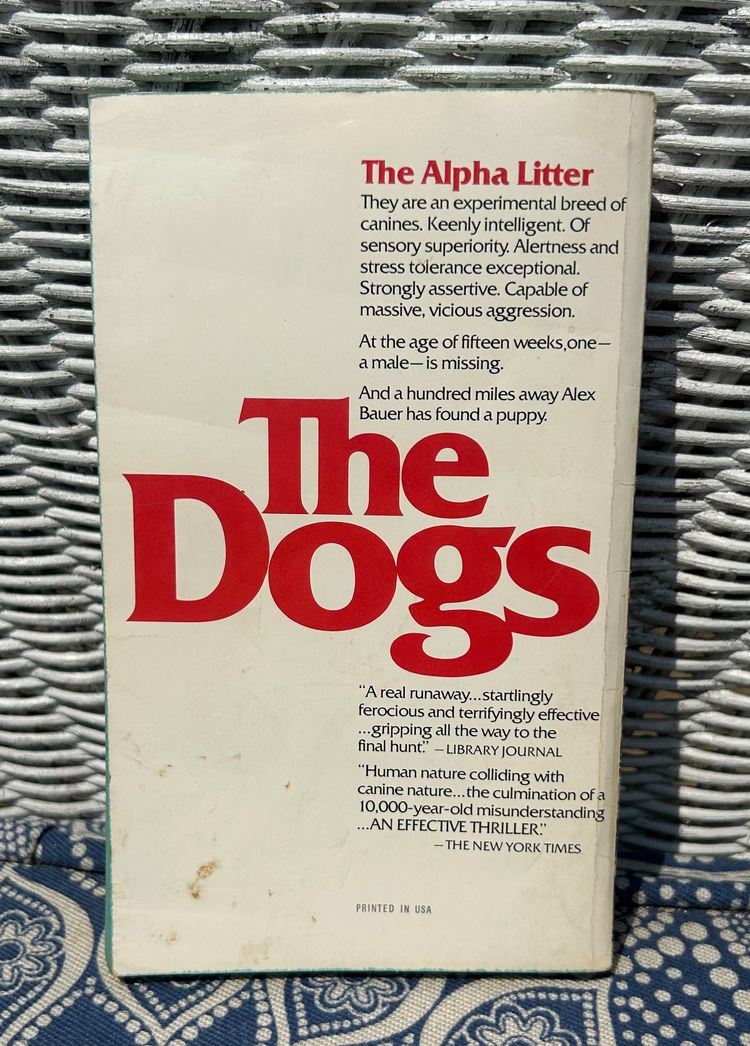 The Alpha Litter
They are an experimental breed of
canines. Keenly intelligent. Of
sensory superiority. Alertness and
stress tolerance exceptional.
Strongly assertive. Capable of
massive, vicious aggression.
At the age of fifteen weeks,one—
a male—is missing.
And a hundred miles away Alex
Bauer has found a puppy.
The
Dogs
“A real runaway...startlingly
ferocious and terrifyingly effective
...gripping all the way to the
final hunt.” —LIBRARY JOURNAL
“Human nature colliding with
canine nature...the culmination of a
10,000-year-old misunderstanding
...AN EFFECTIVE THRILLER.”
—THE NEW YORK TIMES
PRINTED IN USA